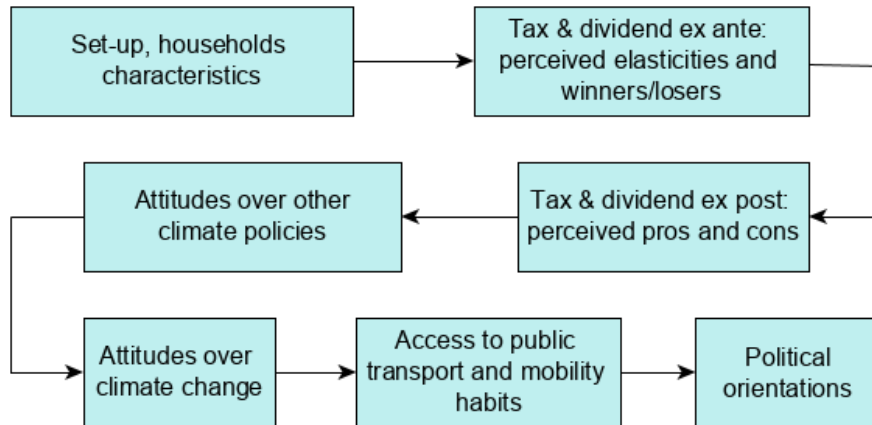 Set-up, households
characteristics
Tax & dividend ex ante:
perceived elasticities and
winners/losers
Tax & dividend ex post:
perceived pros and cons
Attitudes over other
climate policies
Attitudes over
climate change
Access to public
transport and mobility
habits
Political
orientations